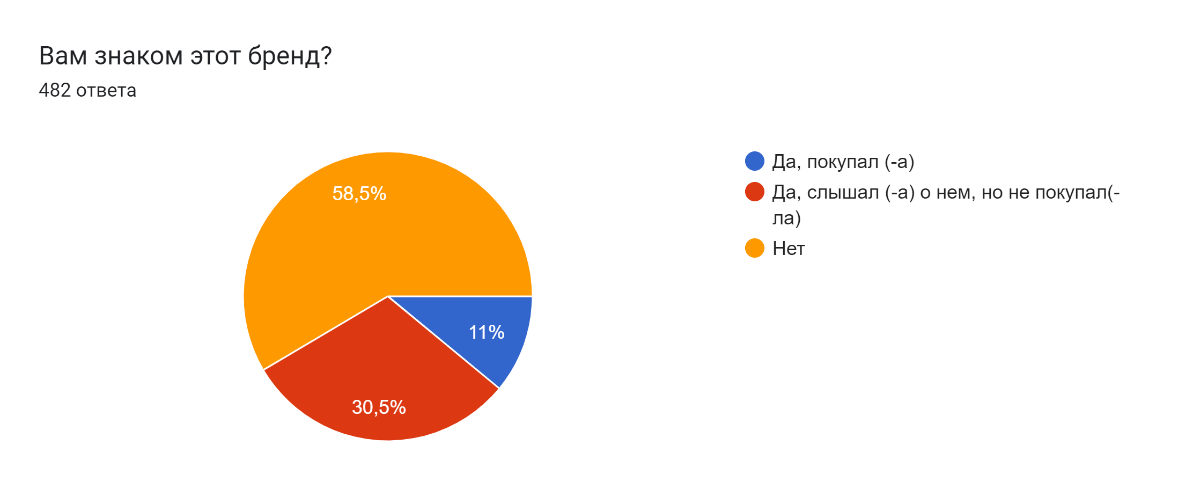 Вам знаком этот бренд?
482 ответа
58,5%
11%
30,5%
Да, покупал (-а)
Да, слышал (-а) о нем, но не покупал(-
ла)
Нет